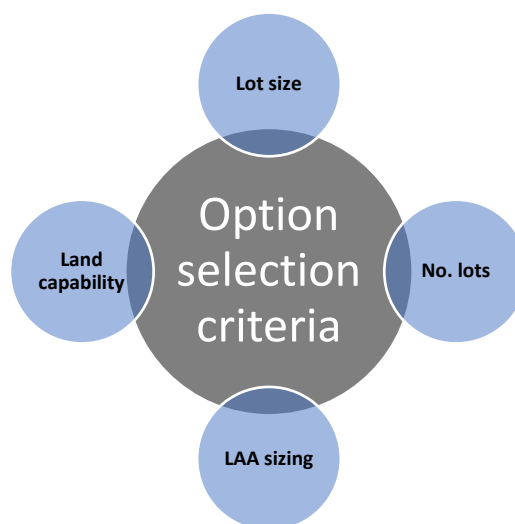 Lot size
Option
selection
criteria
Land
capability
No. lots
LAA sizing